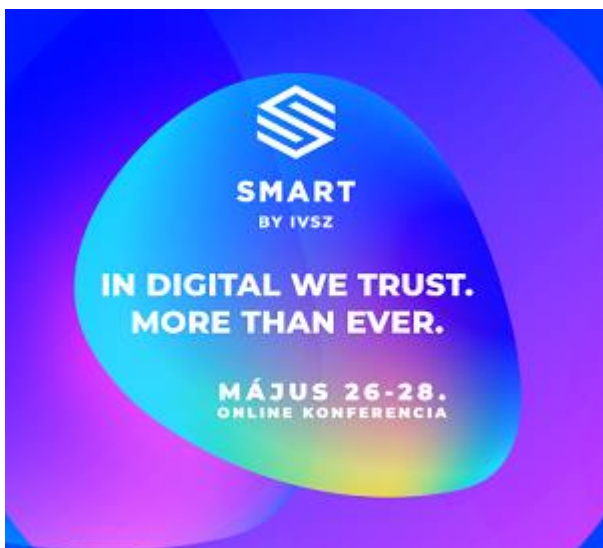 SMART
BY IVSZ
IN DIGITAL WE TRUST.
MORE THAN EVER.
MÁJUS 26-28.
ONLINE KONFERENCIA